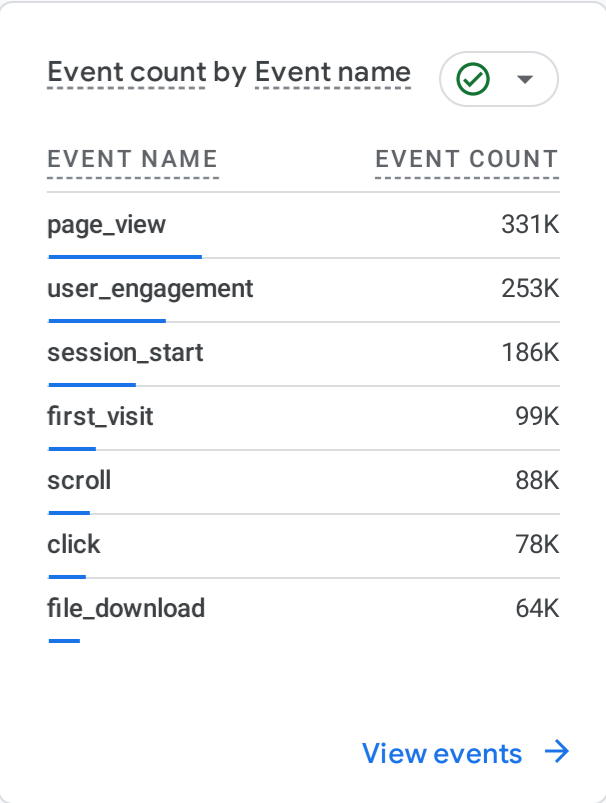 Event count by Event name
EVENT NAME EVENT COUNT
page_view 331K
user_engagement 253K
session_start 186K
first_visit 99K
scroll 88K
click 78K
file_download 64K
View events